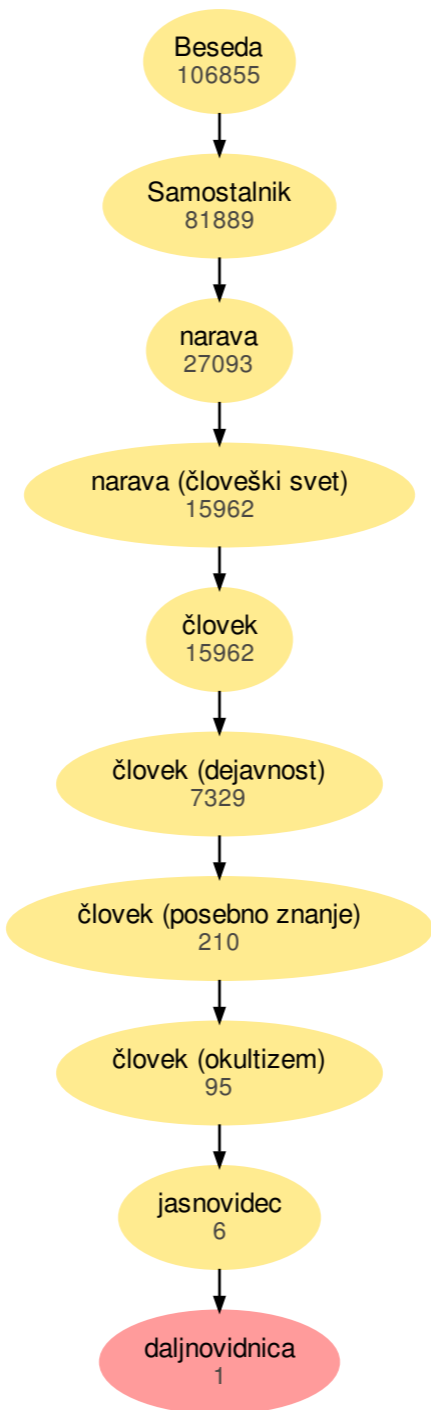 Beseda
106855
Samostalnik
81889
narava
27093
narava (človeški svet)
15962
človek
15962
človek (dejavnost)
7329
človek (posebno znanje)
210
človek (okultizem)
95
jasnovidec
6
daljnovidnica
1